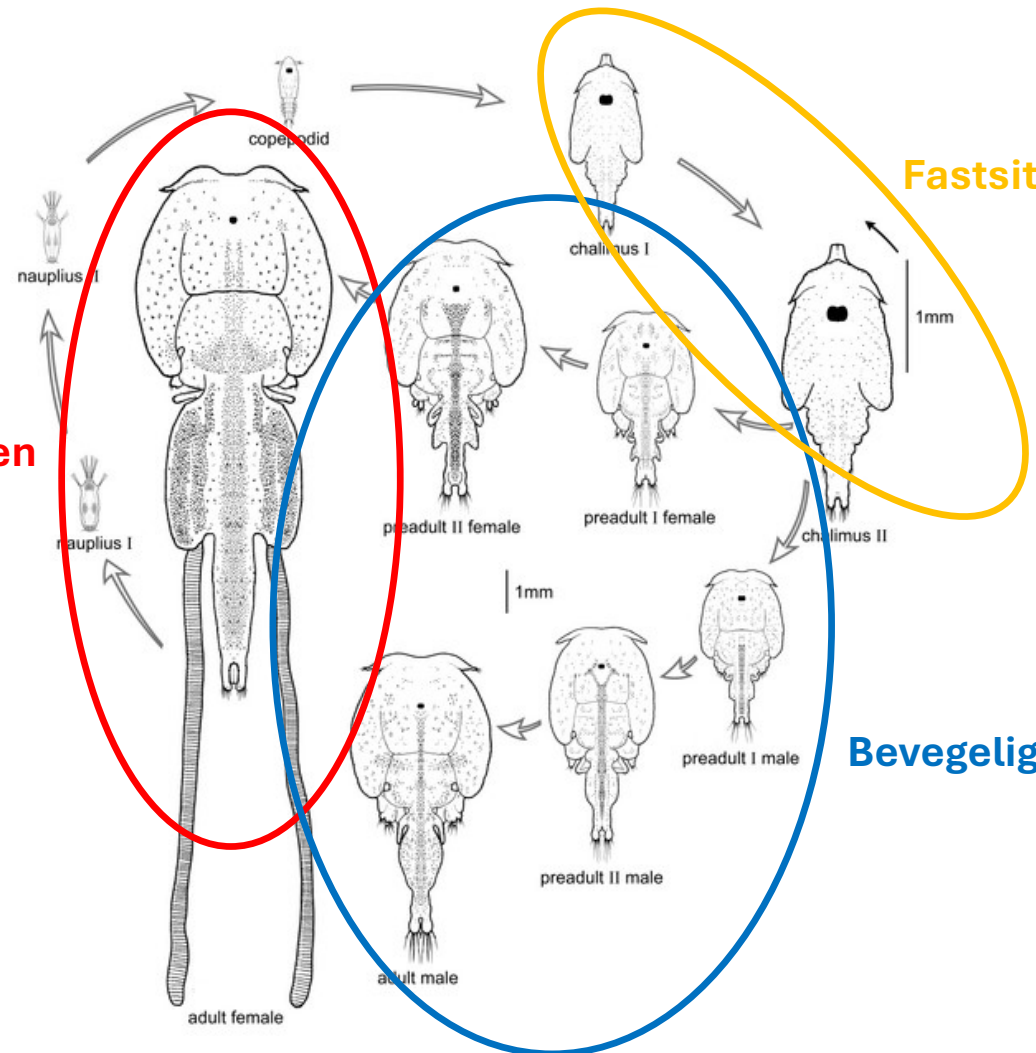 copepodid
Fastsit
chalimus I
nauplius II
1mm
en
preadult II female
preadult I female
chalimus II
nauplius I
1mm
preadult I male
Bevegelig
preadult II male
adult male
adult female